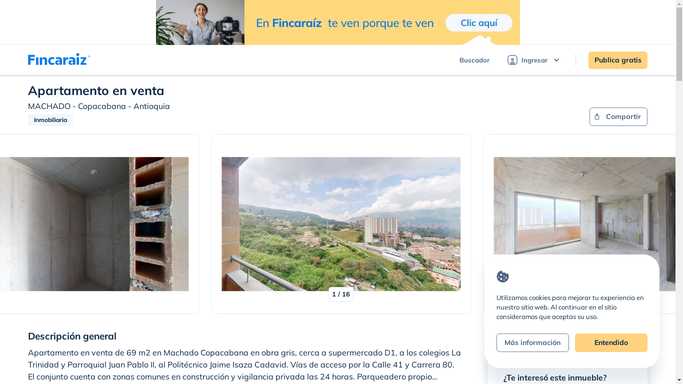 En Fincaraíz te ven porque te ven
Clic aquí
Fincaraíz
Buscador
Ingresar
Publica gratis
Apartamento en venta
MACHADO - Copacabana - Antioquia
Inmobiliaria
Compartir
1 / 16
Utilizamos cookies para mejorar tu experiencia en
nuestro sitio web. Al continuar en el sitio
consideramos que aceptas su uso.
Más información
Entendido
Descripción general
Apartamento en venta de 69 m2 en Machado Copacabana en obra gris, cerca a supermercado D1, a los colegios La
Trinidad y Parroquial Juan Pablo II, al Politécnico Jaime Isaza Cadavid. Vías de acceso por la Calle 41 y Carrera 80.
El conjunto cuenta con zonas comunes en construcción y vigilancia privada las 24 horas. Parqueadero propio...
¿Te interesó este inmueble?